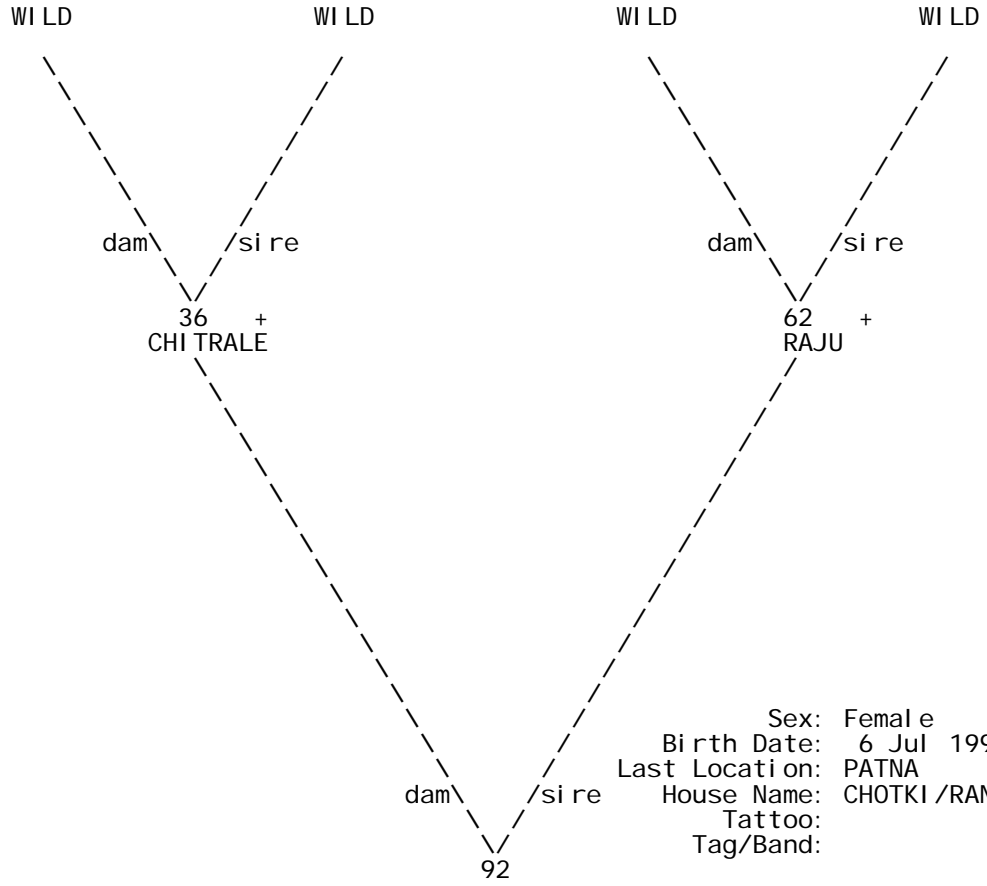 WILD WILD WILD WILD
dam sire dam sire
36 + 62 +
CHITRALE RAJU
Sex: Female
Birth Date: 6 Jul 199
Last Location: PATNA
dam sire House Name: CHOTKI/RAN
Tattoo:
Tag/Band:
92